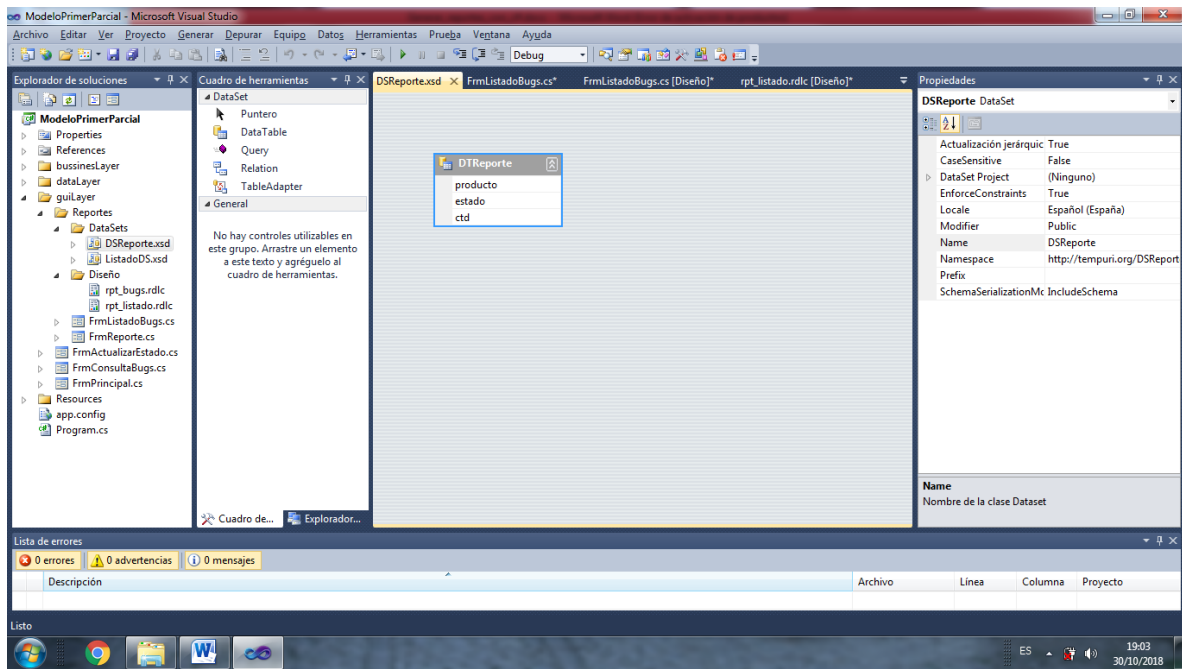 ModeloPrimerParcial - Microsoft Visual Studio
Archivo Editar Ver Proyecto Generar Depurar Equipo Datos Herramientas Prueba Ventana Ayuda
Debug
Explorador de soluciones
ModeloPrimerParcial
Properties
References
bussinesLayer
dataLayer
guiLayer
Reportes
DataSets
DSReporte.xsd
ListadoDS.xsd
Diseño
rpt_bugs.rdlc
rpt_listado.rdlc
FrmListadoBugs.cs
FrmReporte.cs
FrmActualizarEstado.cs
FrmConsultaBugs.cs
FrmPrincipal.cs
Resources
app.config
Program.cs
Cuadro de herramientas
DataSet
Puntero
DataTable
Query
Relation
TableAdapter
General
No hay controles utilizables en
este grupo. Arrastre un elemento
a este texto y agréguelo al
cuadro de herramientas.
Cuadro de... Explorador...
DSReporte.xsd FrmListadoBugs.cs* FrmListadoBugs.cs [Diseño]* rpt_listado.rdlc [Diseño]*
DTReporte
producto
estado
ctd
Propiedades
DSReporte DataSet
Actualización jerárquic True
CaseSensitive False
DataSet Project (Ninguno)
EnforceConstraints True
Locale Español (España)
Modifier Public
Name DSReporte
Namespace http://tempuri.org/DSReport
Prefix
SchemaSerializationMo IncludeSchema
Name
Nombre de la clase Dataset
Lista de errores
0 errores 0 advertencias 0 mensajes
Descripción Archivo Línea Columna Proyecto
Listo
ES 19:03
30/10/2018